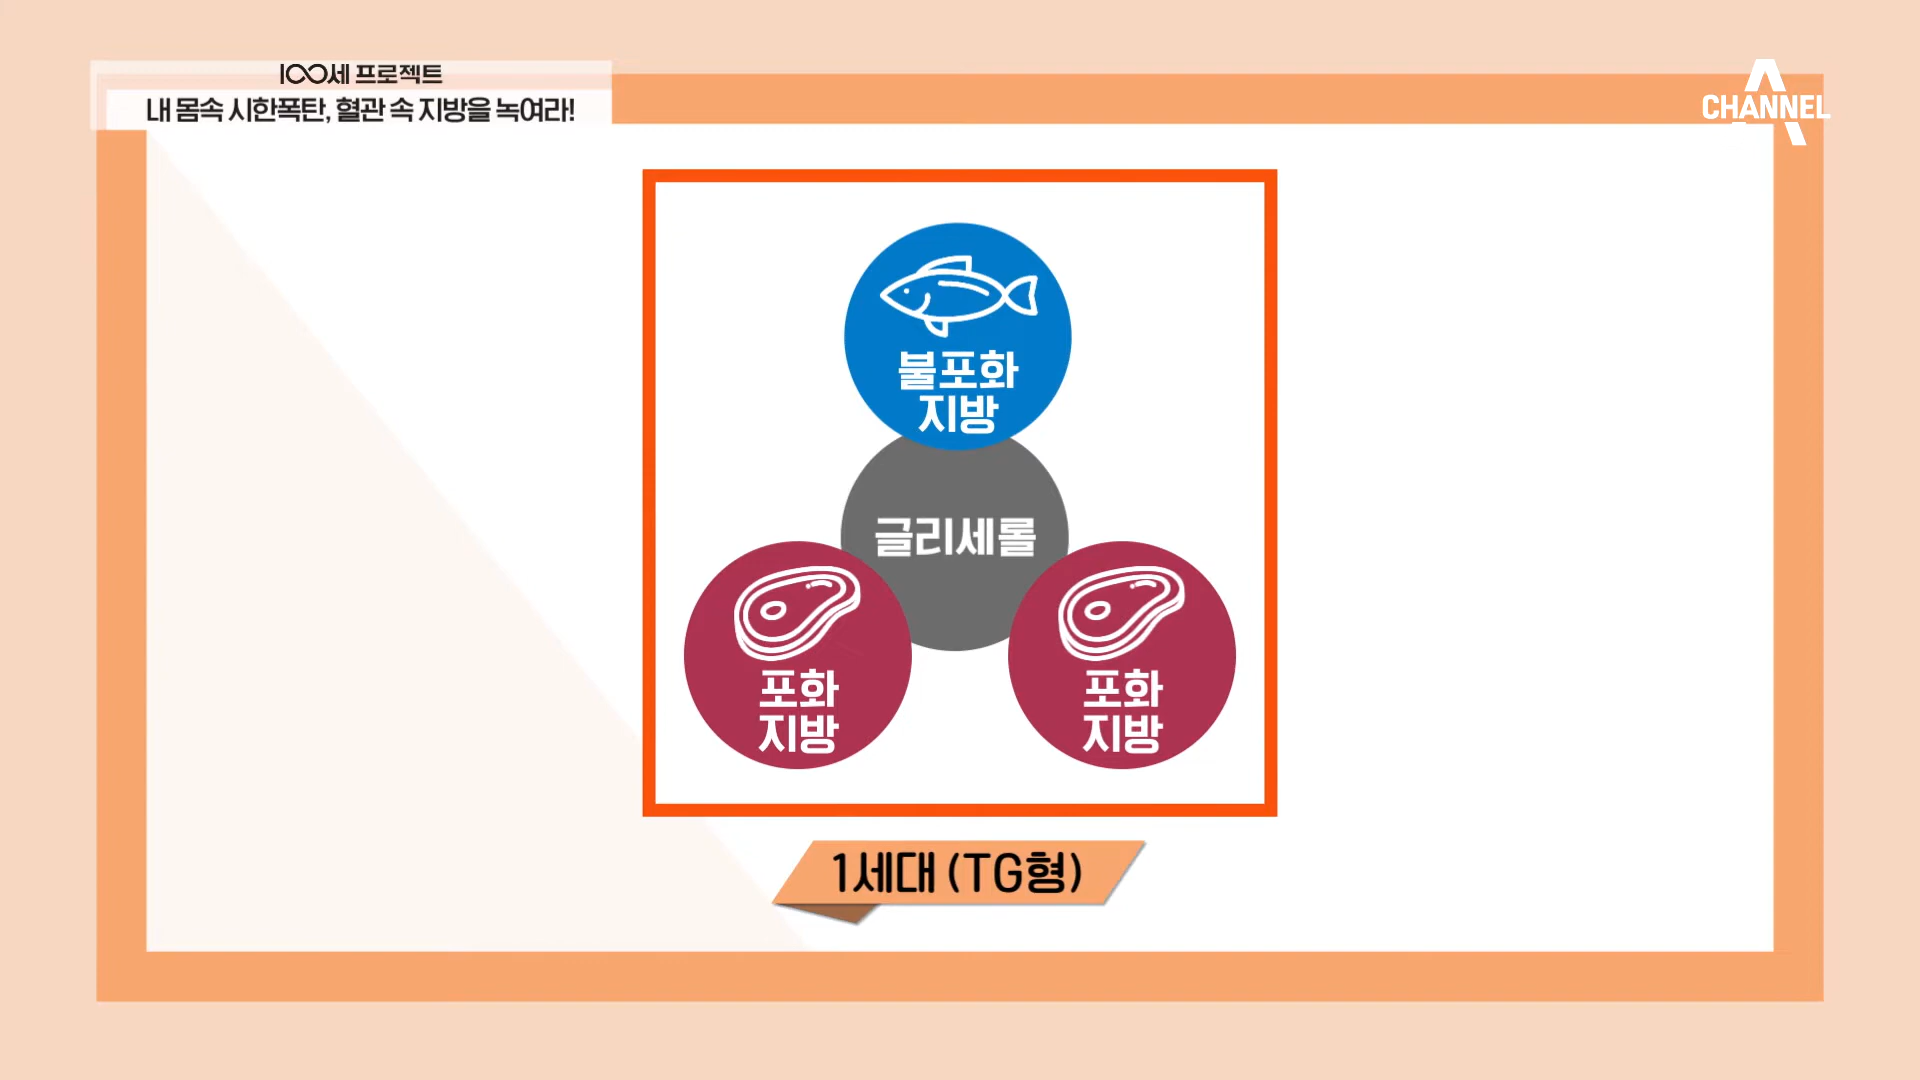 100세 프로젝트
내 몸속 시한폭탄, 혈관 속 지방을 녹여라!
CHANNEL A
불포화
지방
글리세롤
포화
지방
포화
지방
1세대 (TG형)